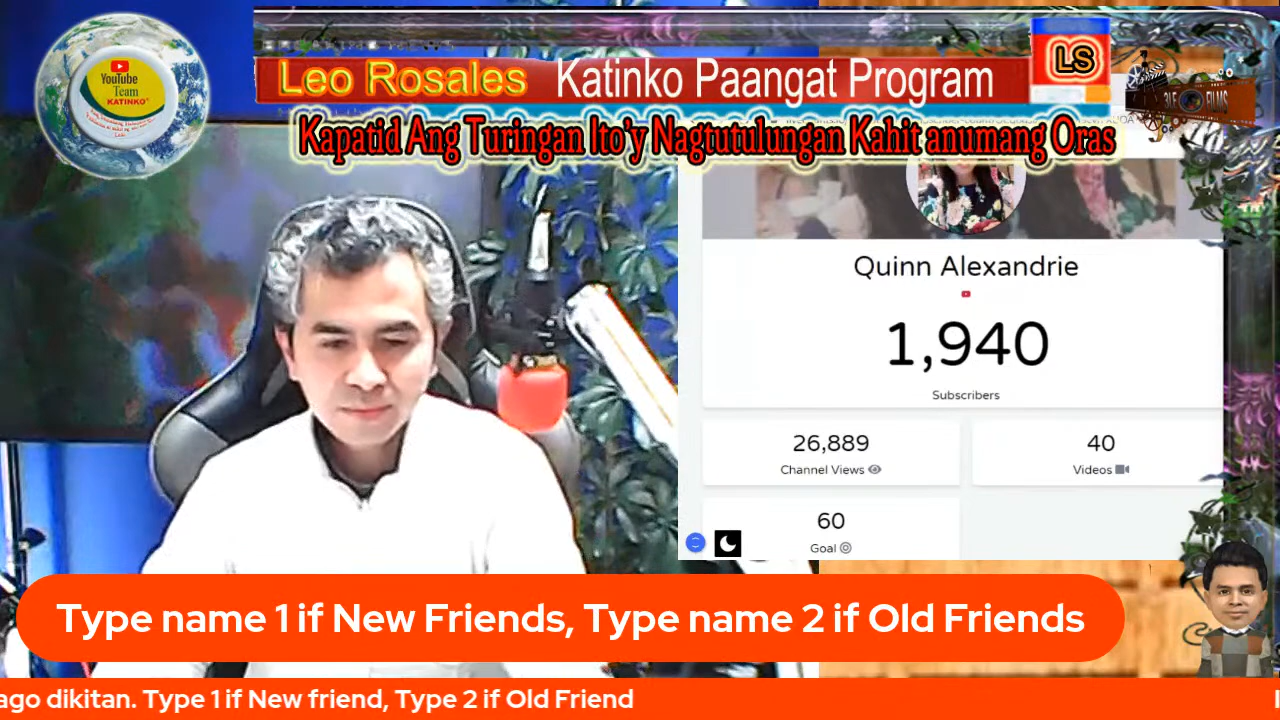 YouTube
Team
KATINKO
Leo Rosales Katinko Paangat Program
LS
FILMS
Kapatid Ang Turingan Ito'y Nagtutulungan Kahit anumang Oras
Quinn Alexandrie
1,940
Subscribers
26,889
Channel Views
40
Videos
60
Goal
Type name 1 if New Friends, Type name 2 if Old Friends
ago dikitan. Type 1 if New friend, Type 2 if Old Friend